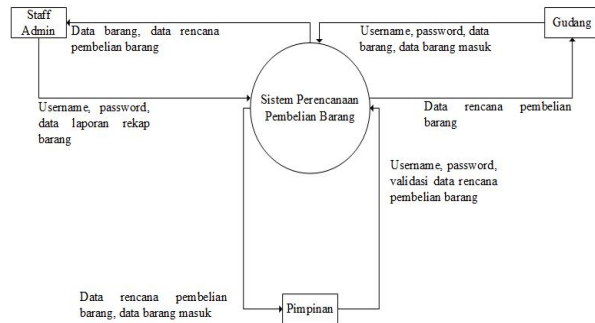 Staff
Admin
Data barang, data rencana
pembelian barang
Username, password, data
barang, data barang masuk
Gudang
Username, password,
data laporan rekap
barang
Sistem Perencanaan
Pembelian Barang
Data rencana pembelian
barang
Username, password,
validasi data rencana
pembelian barang
Data rencana pembelian
barang, data barang masuk
Pimpinan